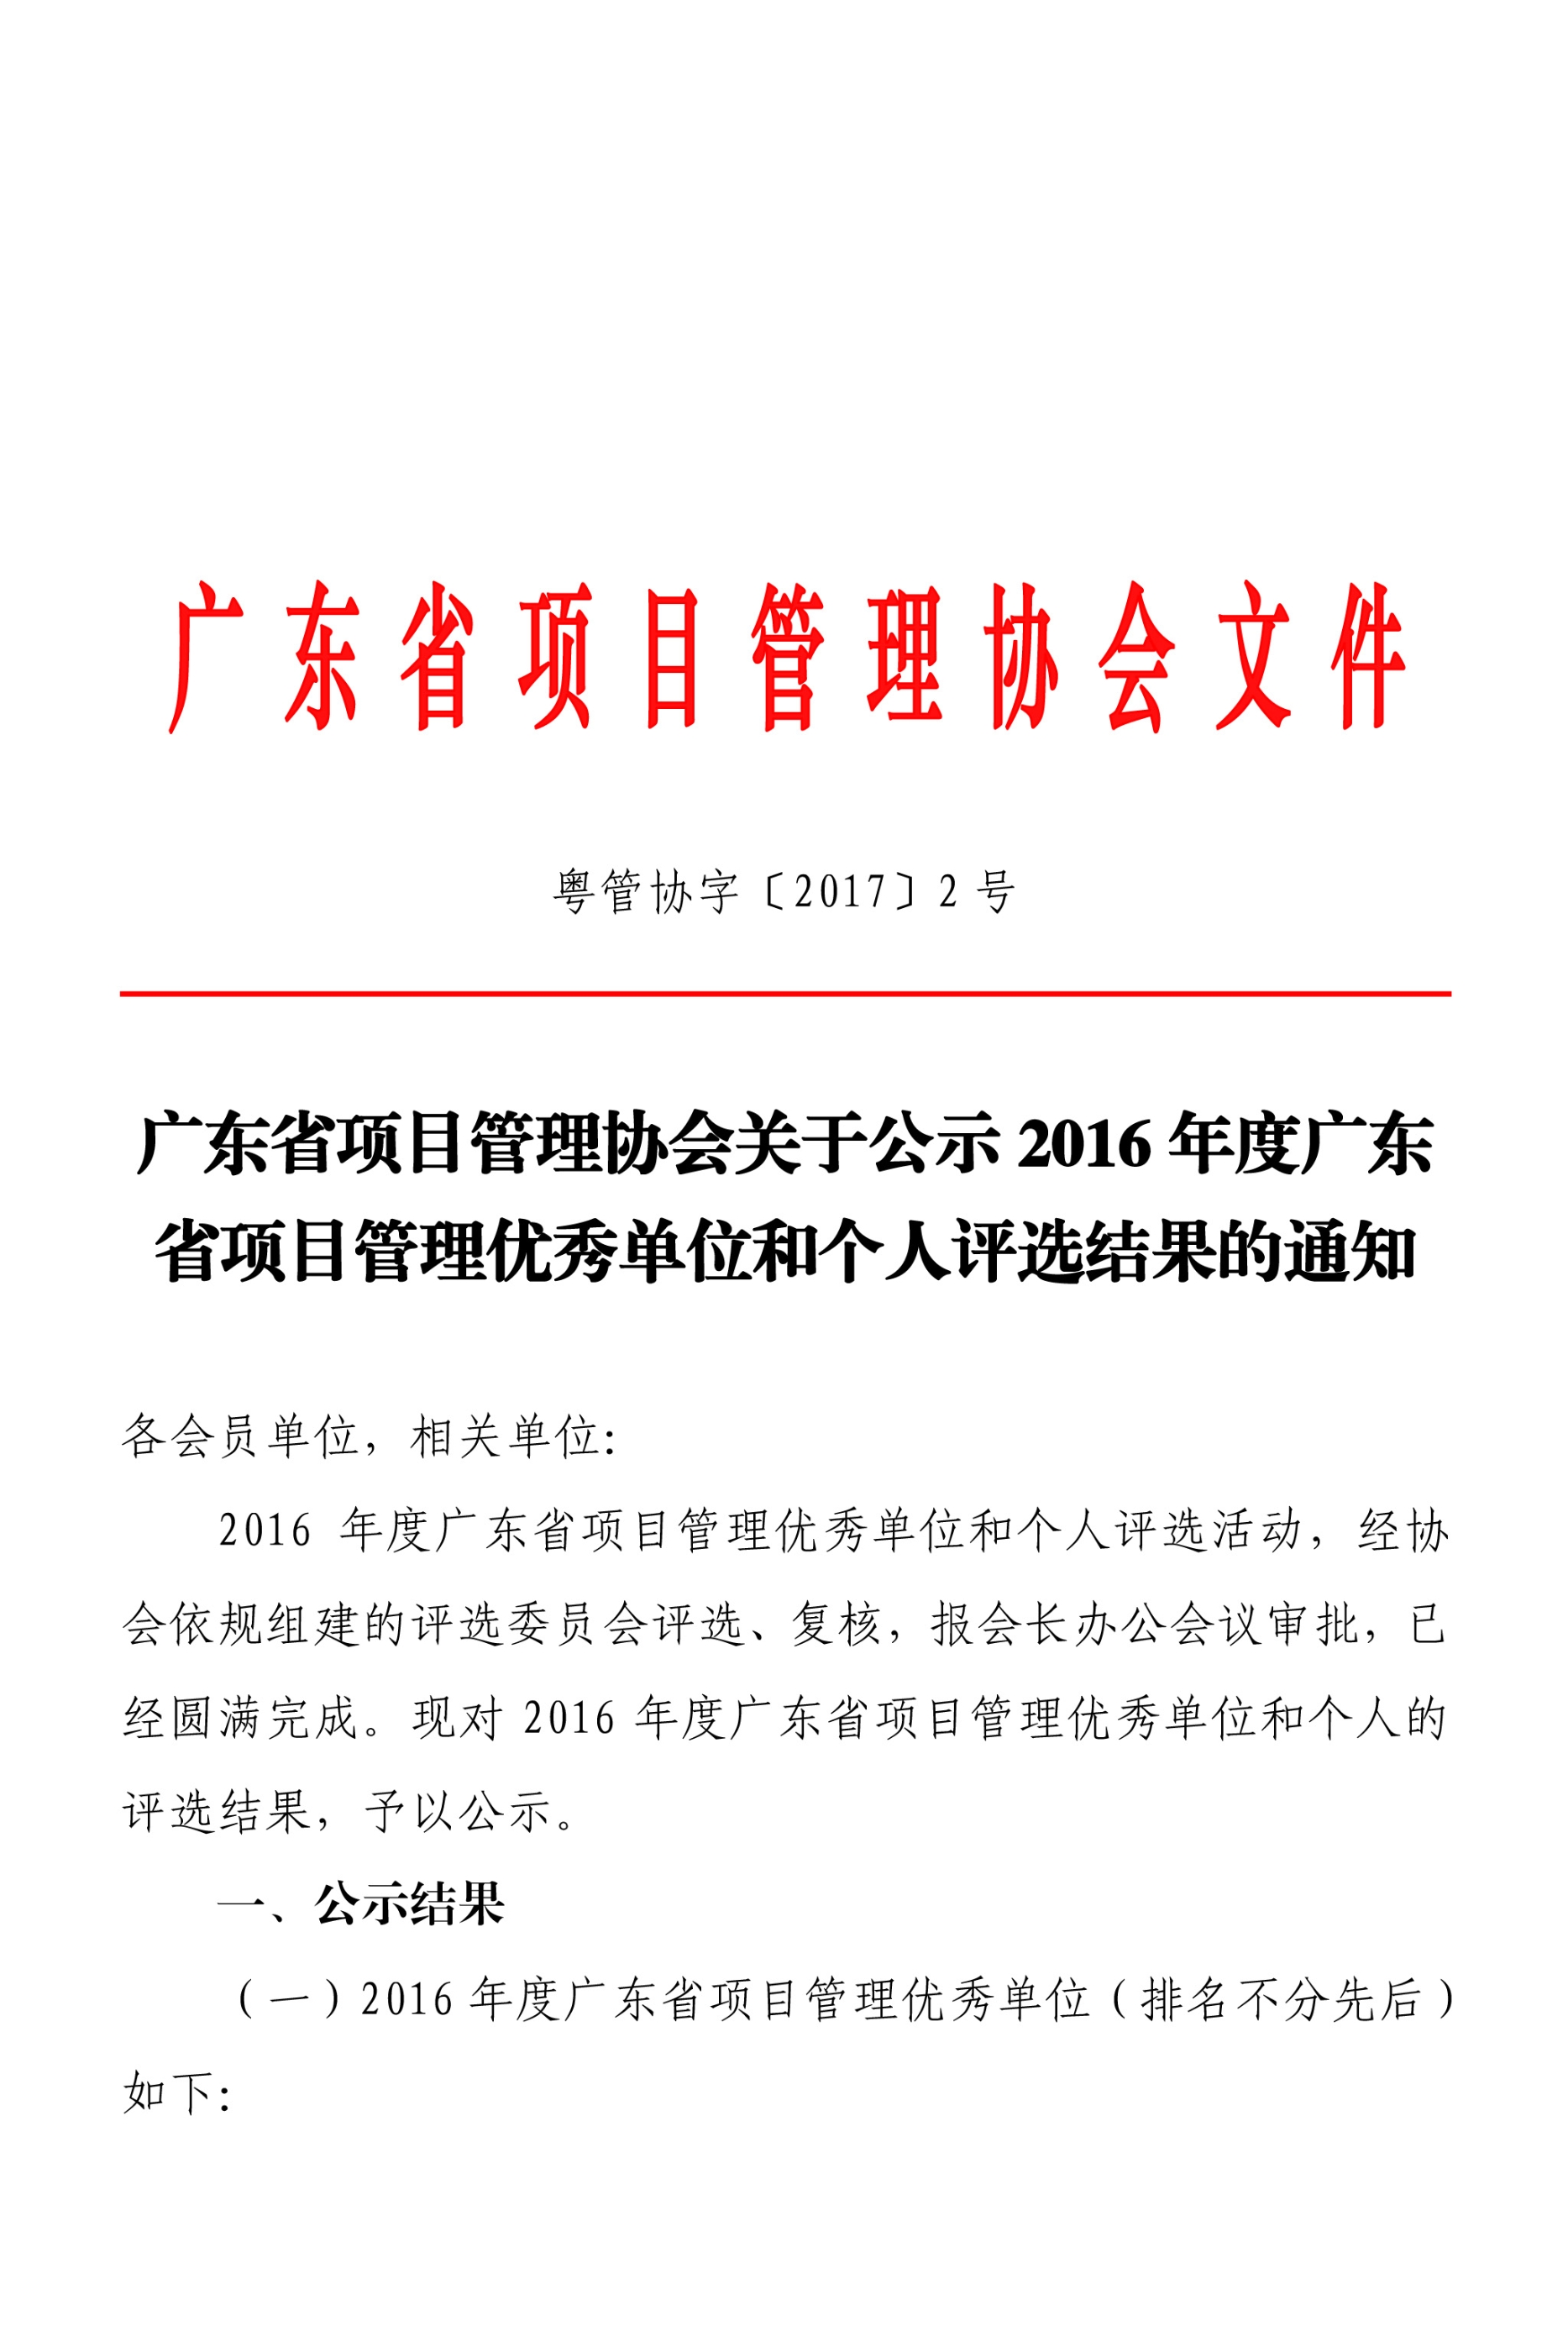 广东省项目管理协会文件
粤管协字〔2017〕2 号
广东省项目管理协会关于公示 2016 年度广东
省项目管理优秀单位和个人评选结果的通知
各会员单位，相关单位：
2016 年度广东省项目管理优秀单位和个人评选活动，经协
会依规组建的评选委员会评选、复核，报会长办公会议审批，已
经圆满完成。现对 2016 年度广东省项目管理优秀单位和个人的
评选结果，予以公示。
一、公示结果
（一）2016 年度广东省项目管理优秀单位（排名不分先后）
如下：